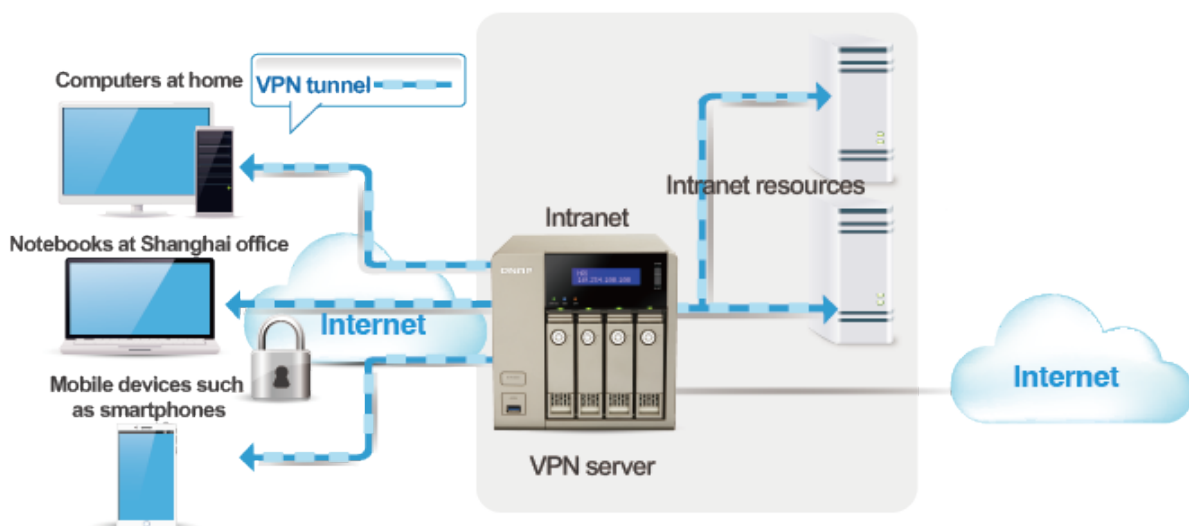 Computers at home
VPN tunnel
Notebooks at Shanghai office
Internet
Mobile devices such
as smartphones
Intranet
QNAP
VPN server
Intranet resources
Internet